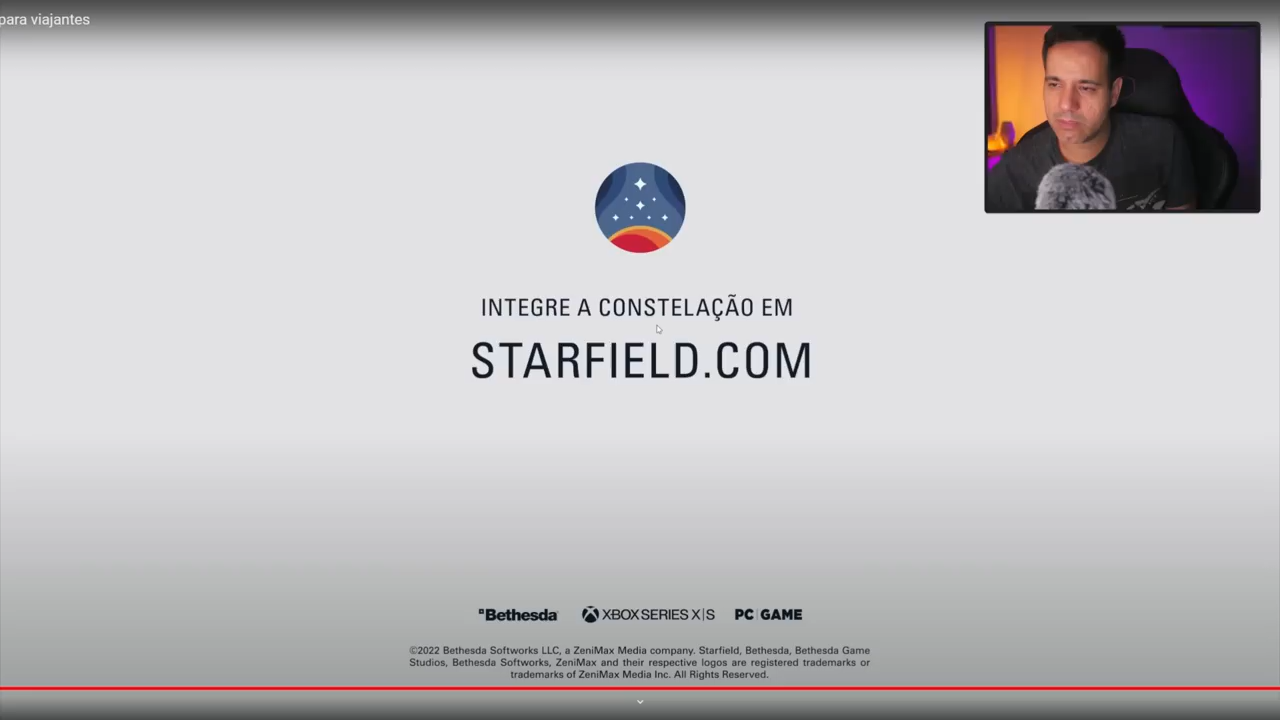 para viajantes
INTEGRE A CONSTELAÇÃO EM
STARFIELD.COM
Bethesda XBOX SERIES X|S PC GAME
©2022 Bethesda Softworks LLC, a ZeniMax Media company. Starfield, Bethesda, Bethesda Game
Studios, Bethesda Softworks, ZeniMax and their respective logos are registered trademarks or
trademarks of ZeniMax Media Inc. All Rights Reserved.